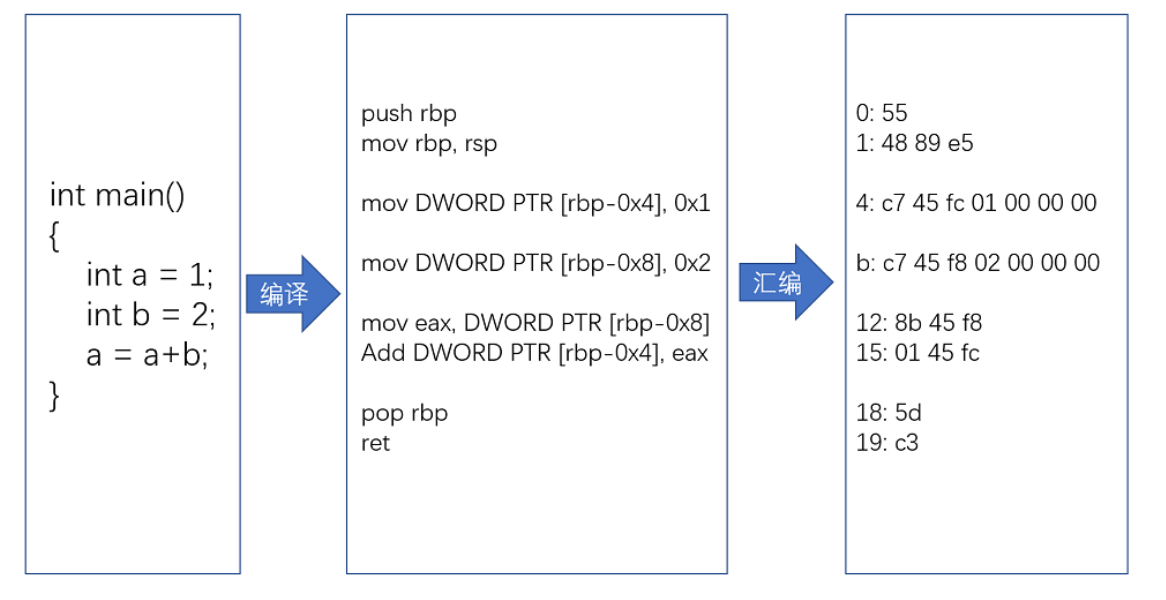 int main()
{
int a = 1;
int b = 2;
a = a+b;
}
编译
push rbp
mov rbp, rsp
mov DWORD PTR [rbp-0x4], 0x1
mov DWORD PTR [rbp-0x8], 0x2
mov eax, DWORD PTR [rbp-0x8]
Add DWORD PTR [rbp-0x4], eax
pop rbp
ret
汇编
0: 55
1: 48 89 e5
4: c7 45 fc 01 00 00 00
b: c7 45 f8 02 00 00 00
12: 8b 45 f8
15: 01 45 fc
18: 5d
19: c3